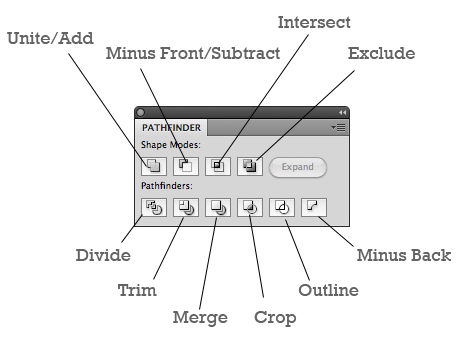 Intersect
Unite/Add
Minus Front/Subtract
Exclude
PATHFINDER
Shape Modes:
Expand
Pathfinders:
Divide
Minus Back
Trim
Outline
Merge
Crop